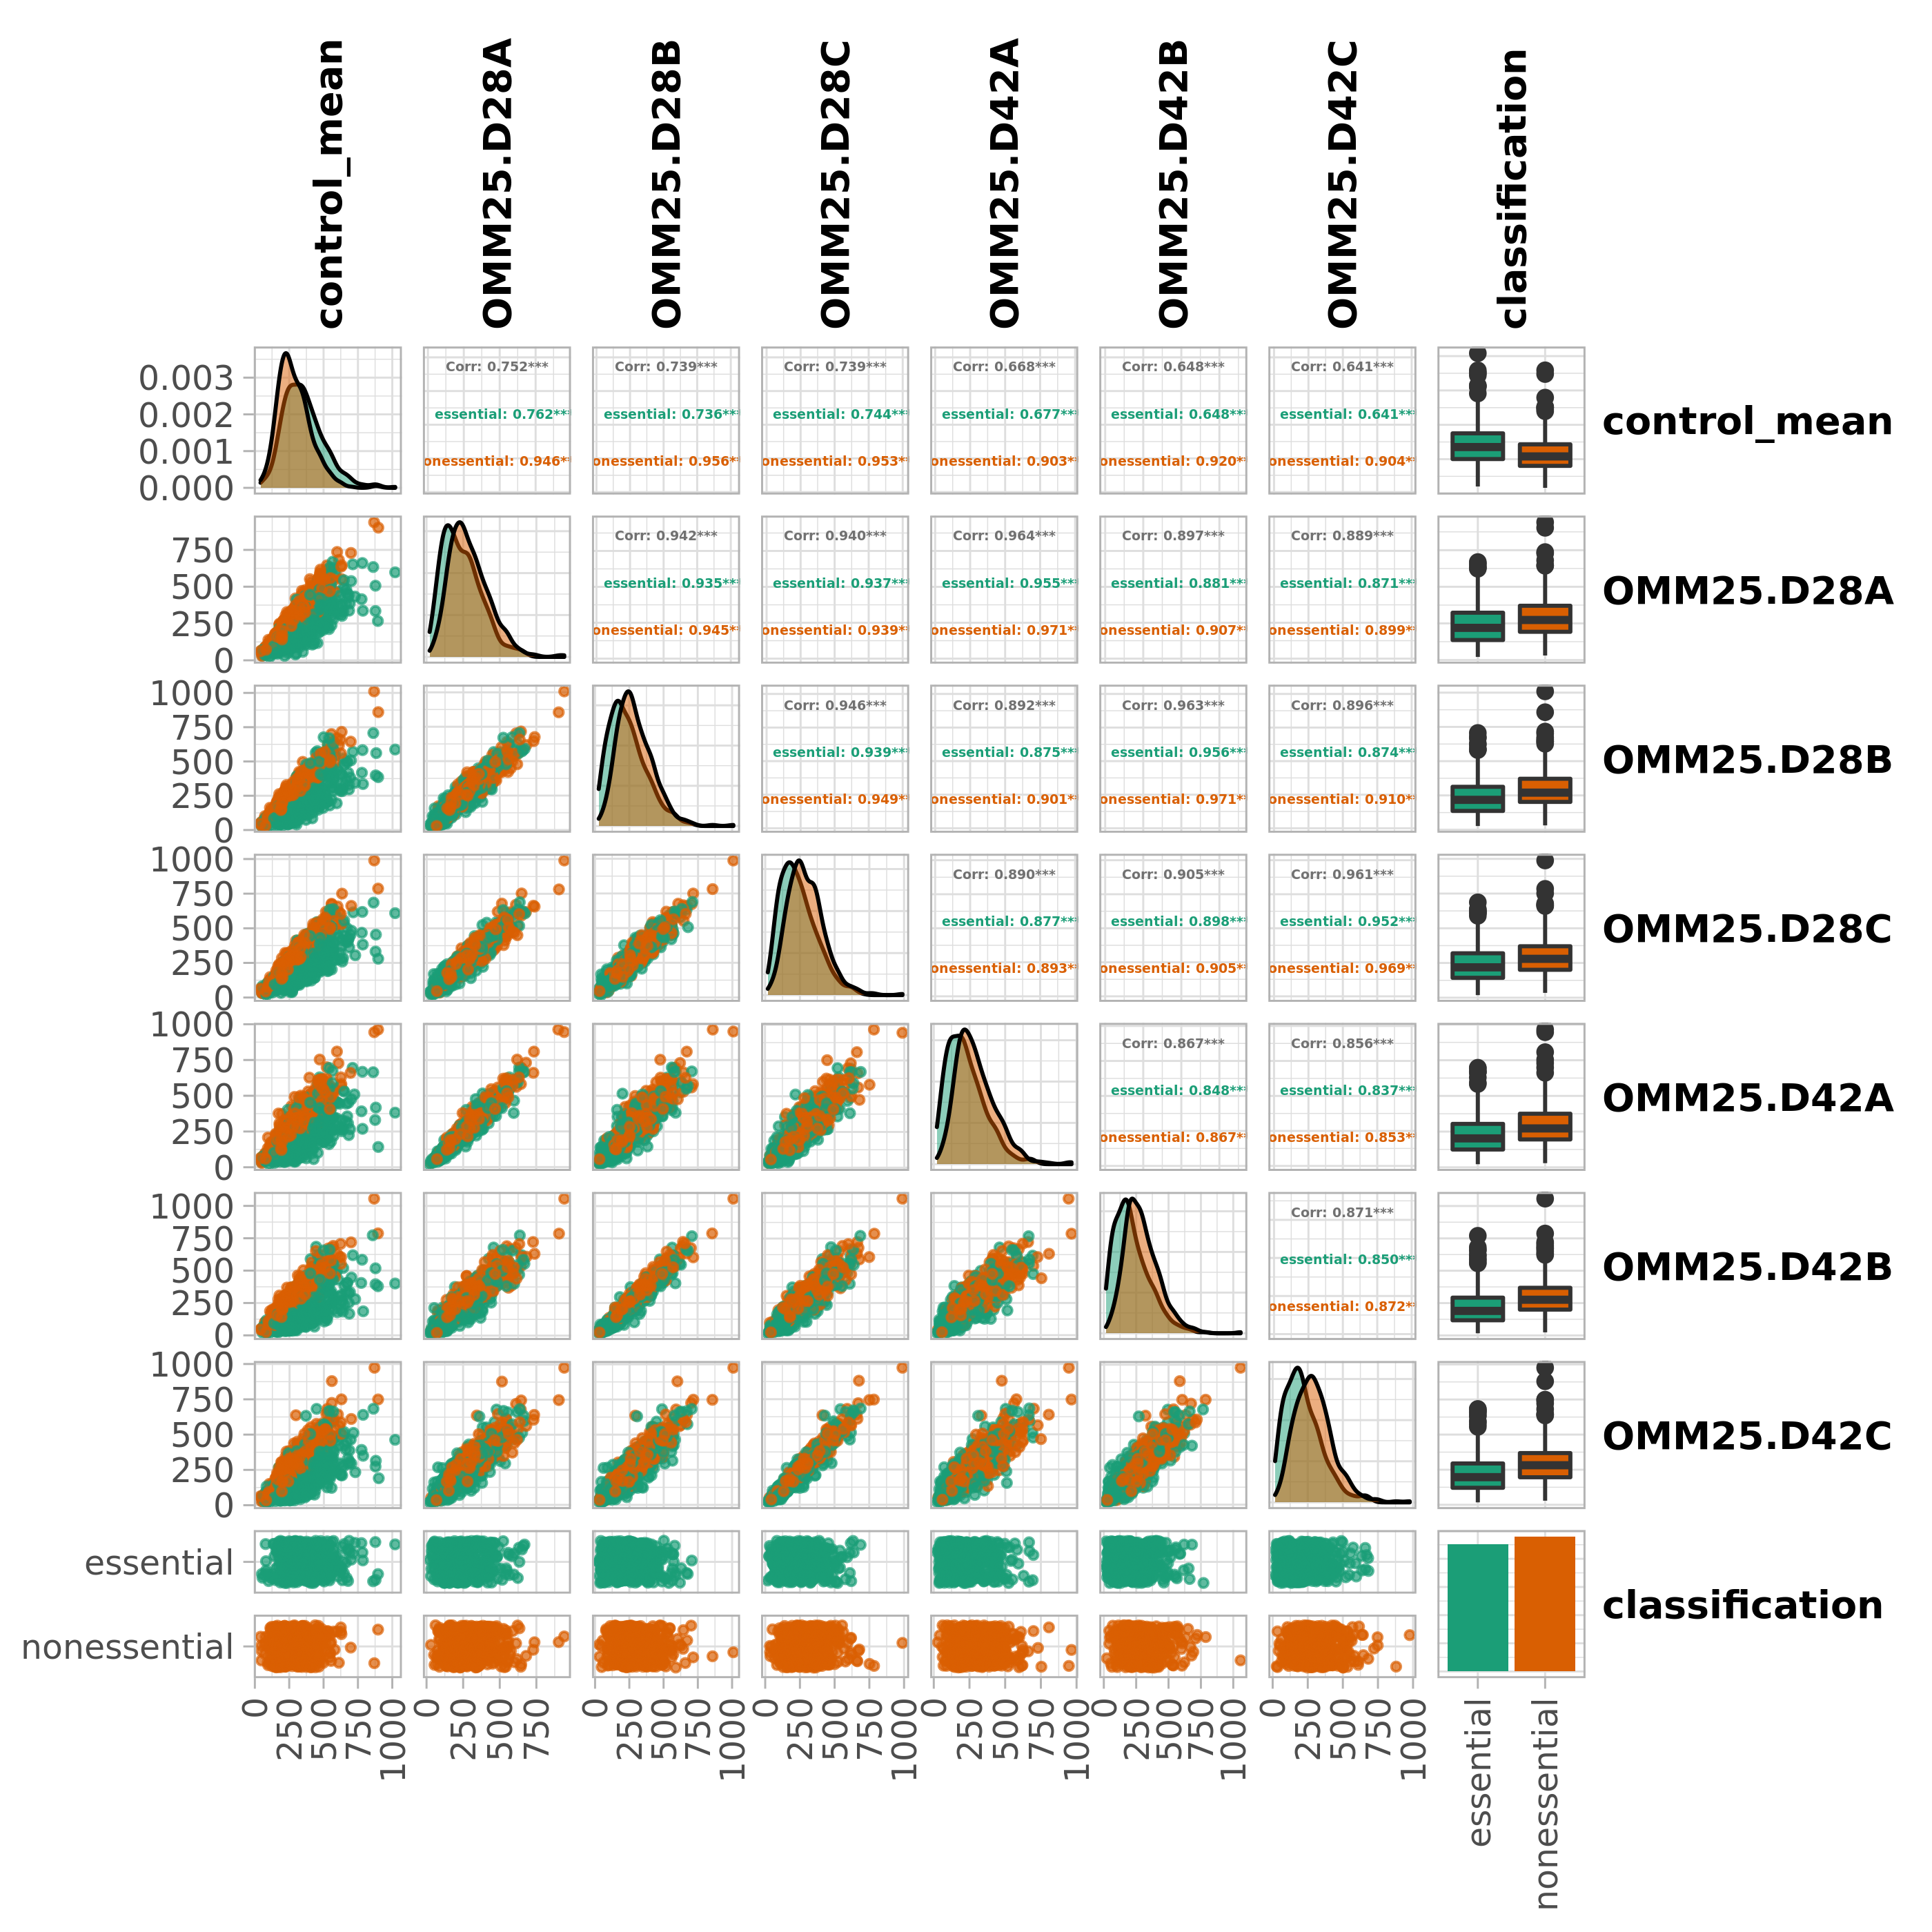 control_mean
OMM25.D28A
OMM25.D28B
OMM25.D28C
OMM25.D42A
OMM25.D42B
OMM25.D42C
classification
0.003
0.002
0.001
0.000
Corr: 0.752***
essential: 0.762***
onessential: 0.946*
Corr: 0.739***
essential: 0.736***
onessential: 0.956*
Corr: 0.739***
essential: 0.744***
onessential: 0.953*
Corr: 0.668***
essential: 0.677***
onessential: 0.903*
Corr: 0.648***
essential: 0.648***
onessential: 0.920*
Corr: 0.641***
essential: 0.641***
onessential: 0.904*
control_mean
750
500
250
0
Corr: 0.942***
essential: 0.935***
onessential: 0.945*
Corr: 0.940***
essential: 0.937***
onessential: 0.939*
Corr: 0.964***
essential: 0.955***
onessential: 0.971*
Corr: 0.897***
essential: 0.881***
onessential: 0.907*
Corr: 0.889***
essential: 0.871***
onessential: 0.899*
OMM25.D28A
1000
750
500
250
0
Corr: 0.946***
essential: 0.939***
onessential: 0.949*
Corr: 0.892***
essential: 0.875***
onessential: 0.901*
Corr: 0.963***
essential: 0.956***
onessential: 0.971*
Corr: 0.896***
essential: 0.874***
onessential: 0.910*
OMM25.D28B
1000
750
500
250
0
Corr: 0.890***
essential: 0.877***
onessential: 0.893*
Corr: 0.905***
essential: 0.898***
onessential: 0.905*
Corr: 0.961***
essential: 0.952***
onessential: 0.969*
OMM25.D28C
1000
750
500
250
0
Corr: 0.867***
essential: 0.848***
onessential: 0.867*
Corr: 0.856***
essential: 0.837***
onessential: 0.853*
OMM25.D42A
1000
750
500
250
0
Corr: 0.871***
essential: 0.850***
onessential: 0.872*
OMM25.D42B
1000
750
500
250
0
OMM25.D42C
essential
nonessential
classification
0
250
500
750
1000
0
250
500
750
0
250
500
750
1000
0
250
500
750
1000
0
250
500
750
1000
0
250
500
750
1000
0
250
500
750
1000
essential
nonessential